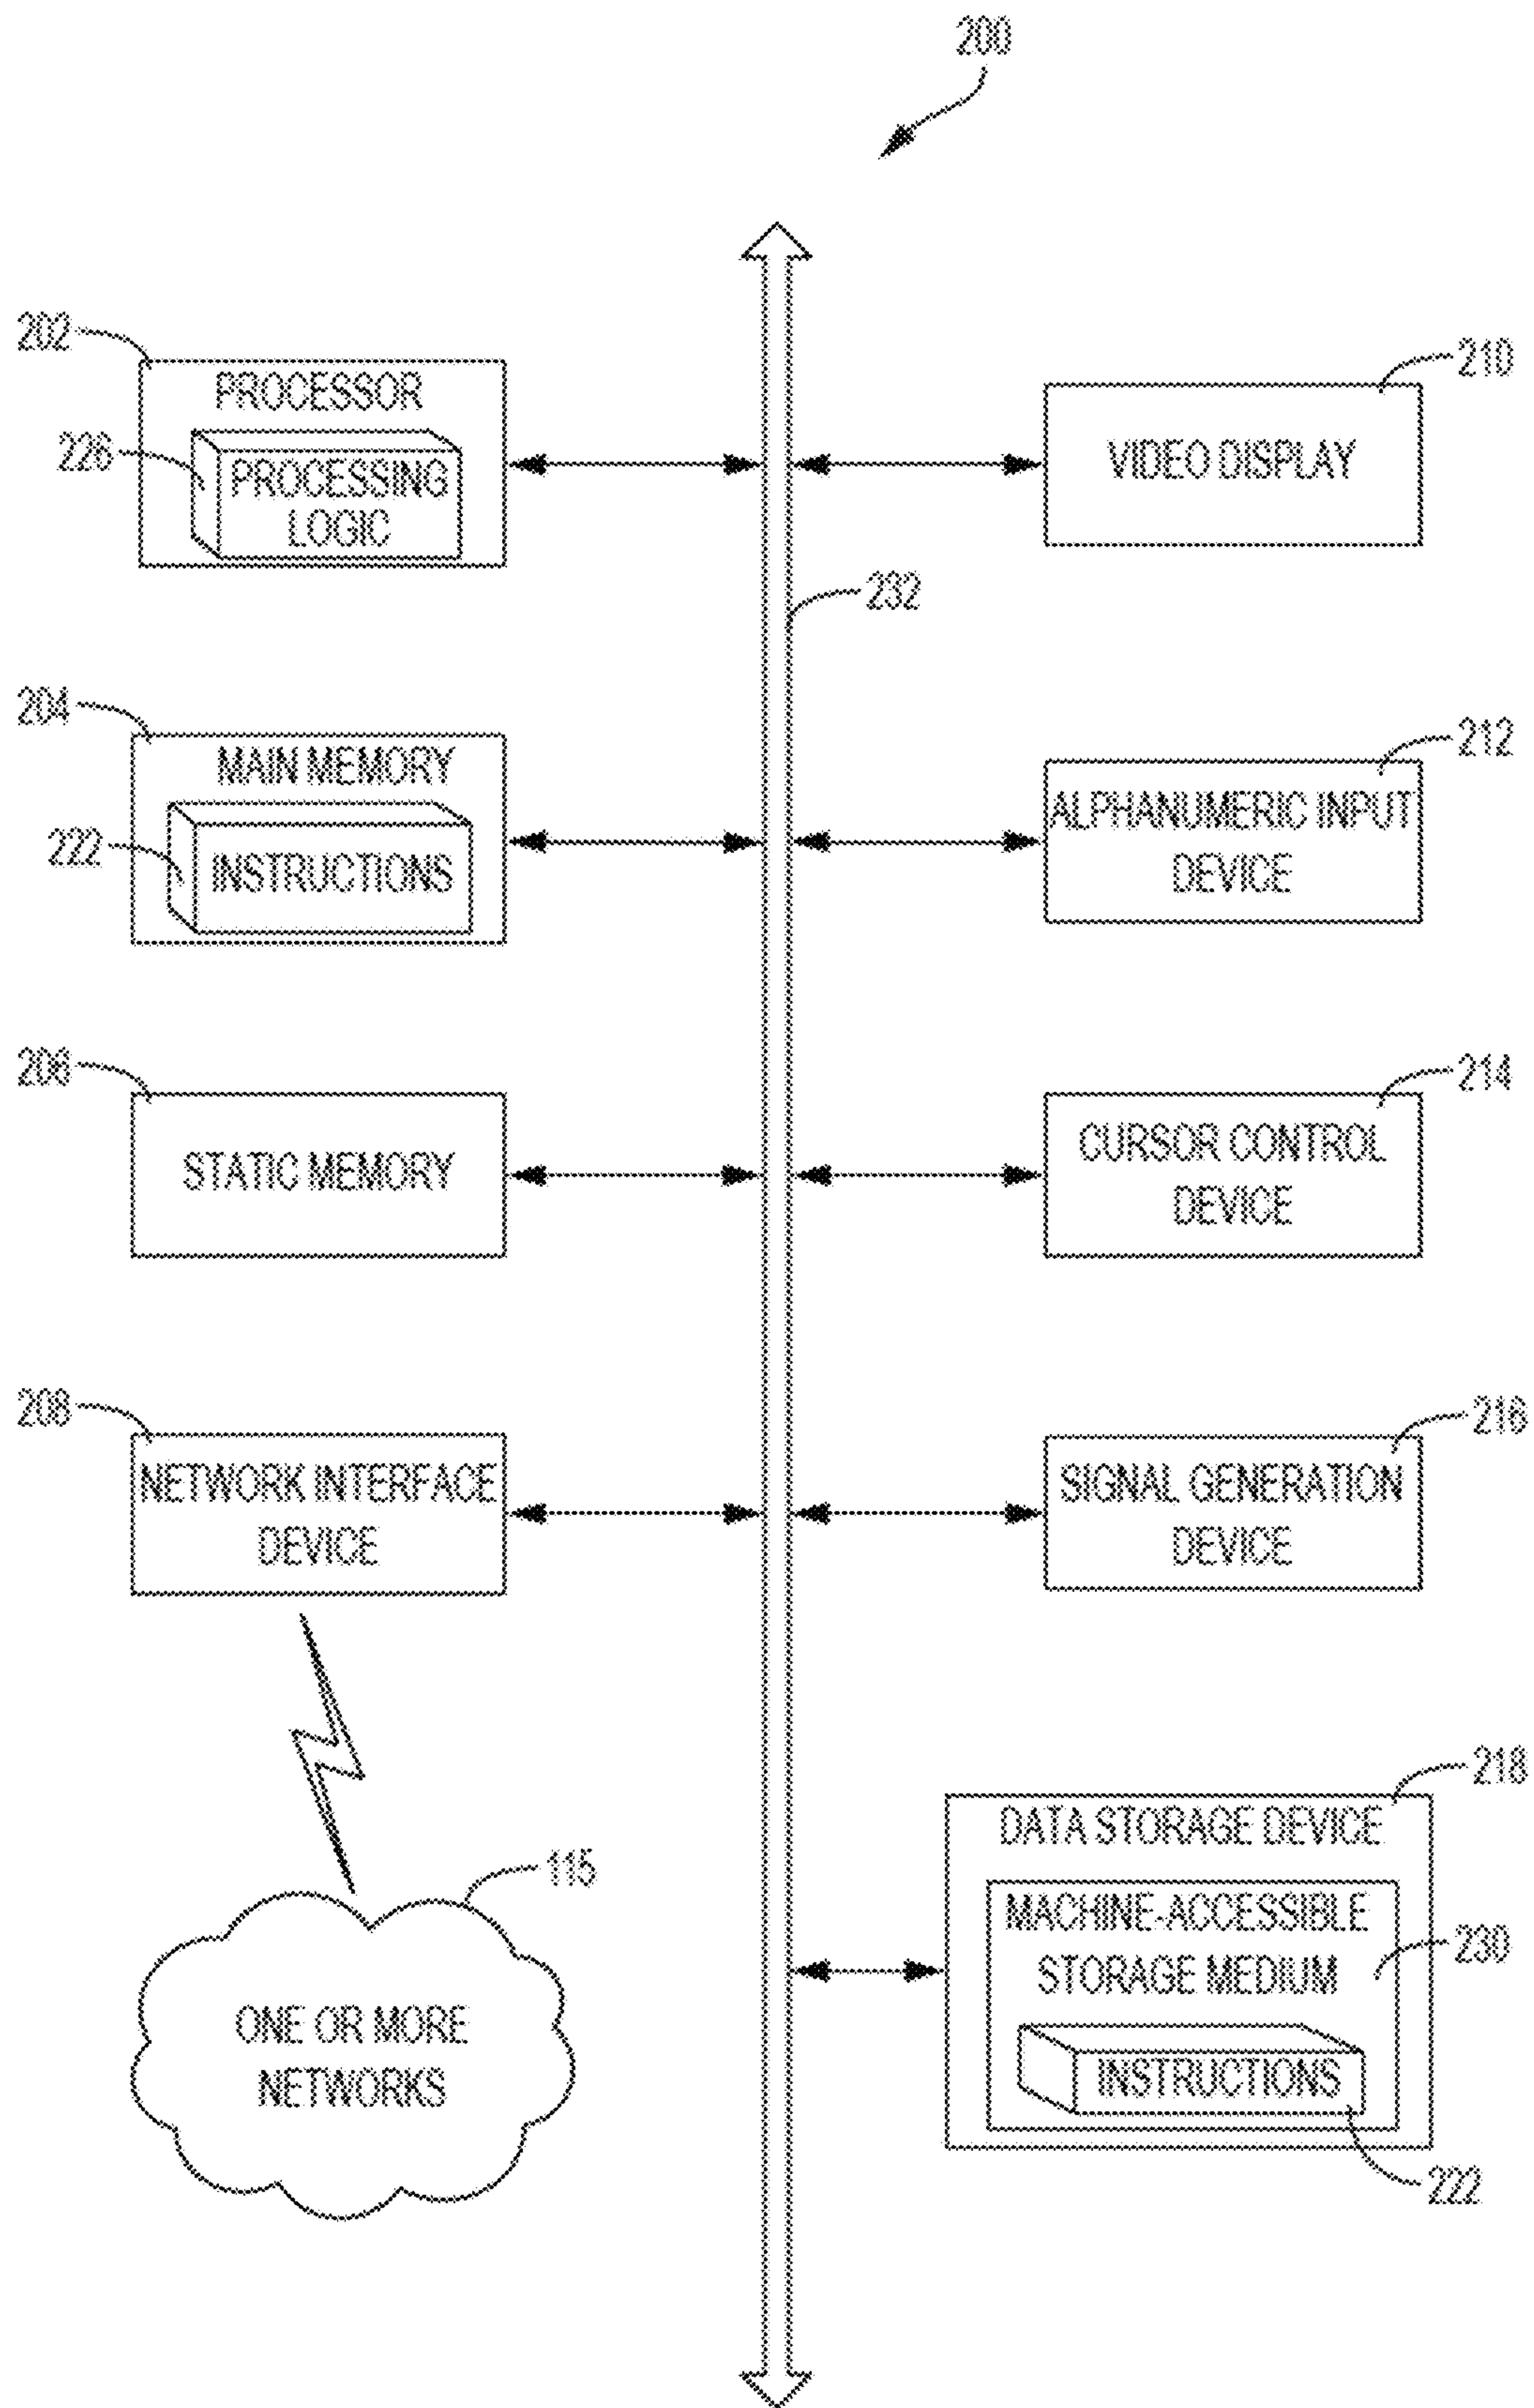 200
202
PROCESSOR
226
PROCESSING
LOGIC
210
VIDEO DISPLAY
232
204
MAIN MEMORY
222
INSTRUCTIONS
212
ALPHANUMERIC INPUT
DEVICE
206
STATIC MEMORY
214
CURSOR CONTROL
DEVICE
208
NETWORK INTERFACE
DEVICE
216
SIGNAL GENERATION
DEVICE
115
ONE OR MORE
NETWORKS
218
DATA STORAGE DEVICE
MACHINE-ACCESSIBLE
STORAGE MEDIUM
230
INSTRUCTIONS
222